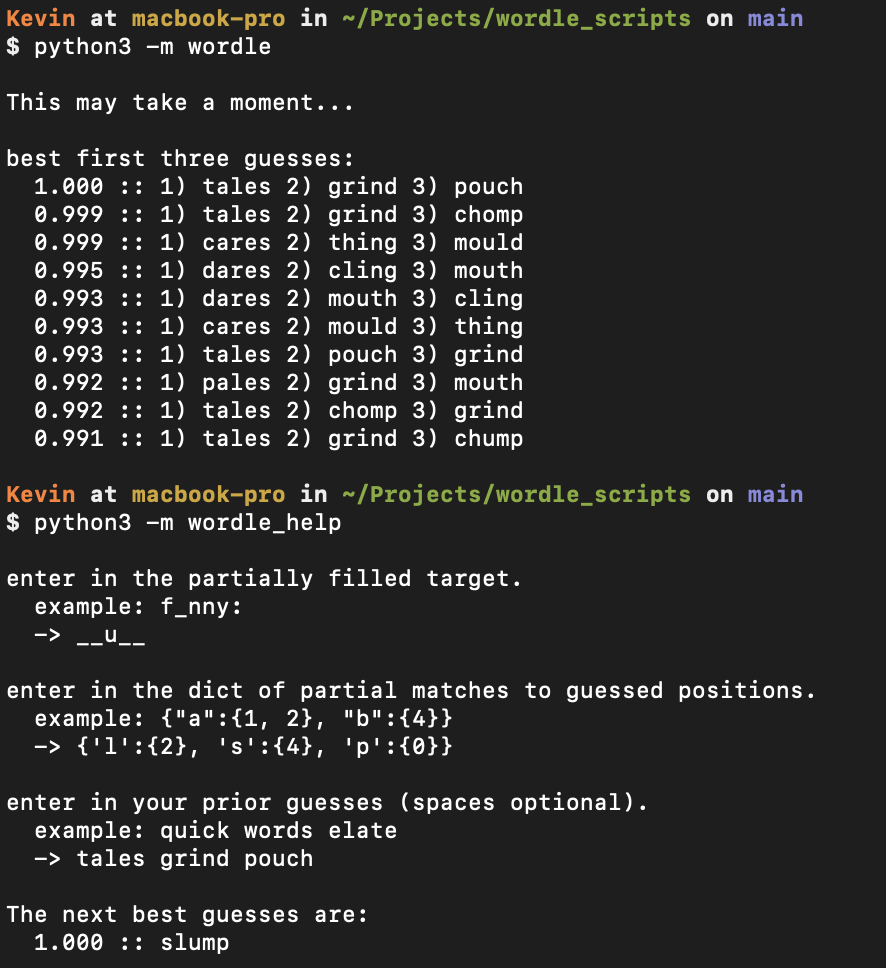 Kevin at macbook-pro in ~/Projects/wordle_scripts on main
$ python3 -m wordle
This may take a moment...
best first three guesses:
1.000 :: 1) tales 2) grind 3) pouch
0.999 :: 1) tales 2) grind 3) chomp
0.999 :: 1) cares 2) thing 3) mould
0.995 :: 1) dares 2) cling 3) mouth
0.993 :: 1) dares 2) mouth 3) cling
0.993 :: 1) cares 2) mould 3) thing
0.993 :: 1) tales 2) pouch 3) grind
0.992 :: 1) pales 2) grind 3) mouth
0.992 :: 1) tales 2) chomp 3) grind
0.991 :: 1) tales 2) grind 3) chump
Kevin at macbook-pro in ~/Projects/wordle_scripts on main
$ python3 -m wordle_help
enter in the partially filled target.
example: f_nny:
-> __u__
enter in the dict of partial matches to guessed positions.
example: {"a":{1, 2}, "b":{4}}
-> {'l':{2}, 's':{4}, 'p':{0}}
enter in your prior guesses (spaces optional).
example: quick words elate
-> tales grind pouch
The next best guesses are:
1.000 :: slump